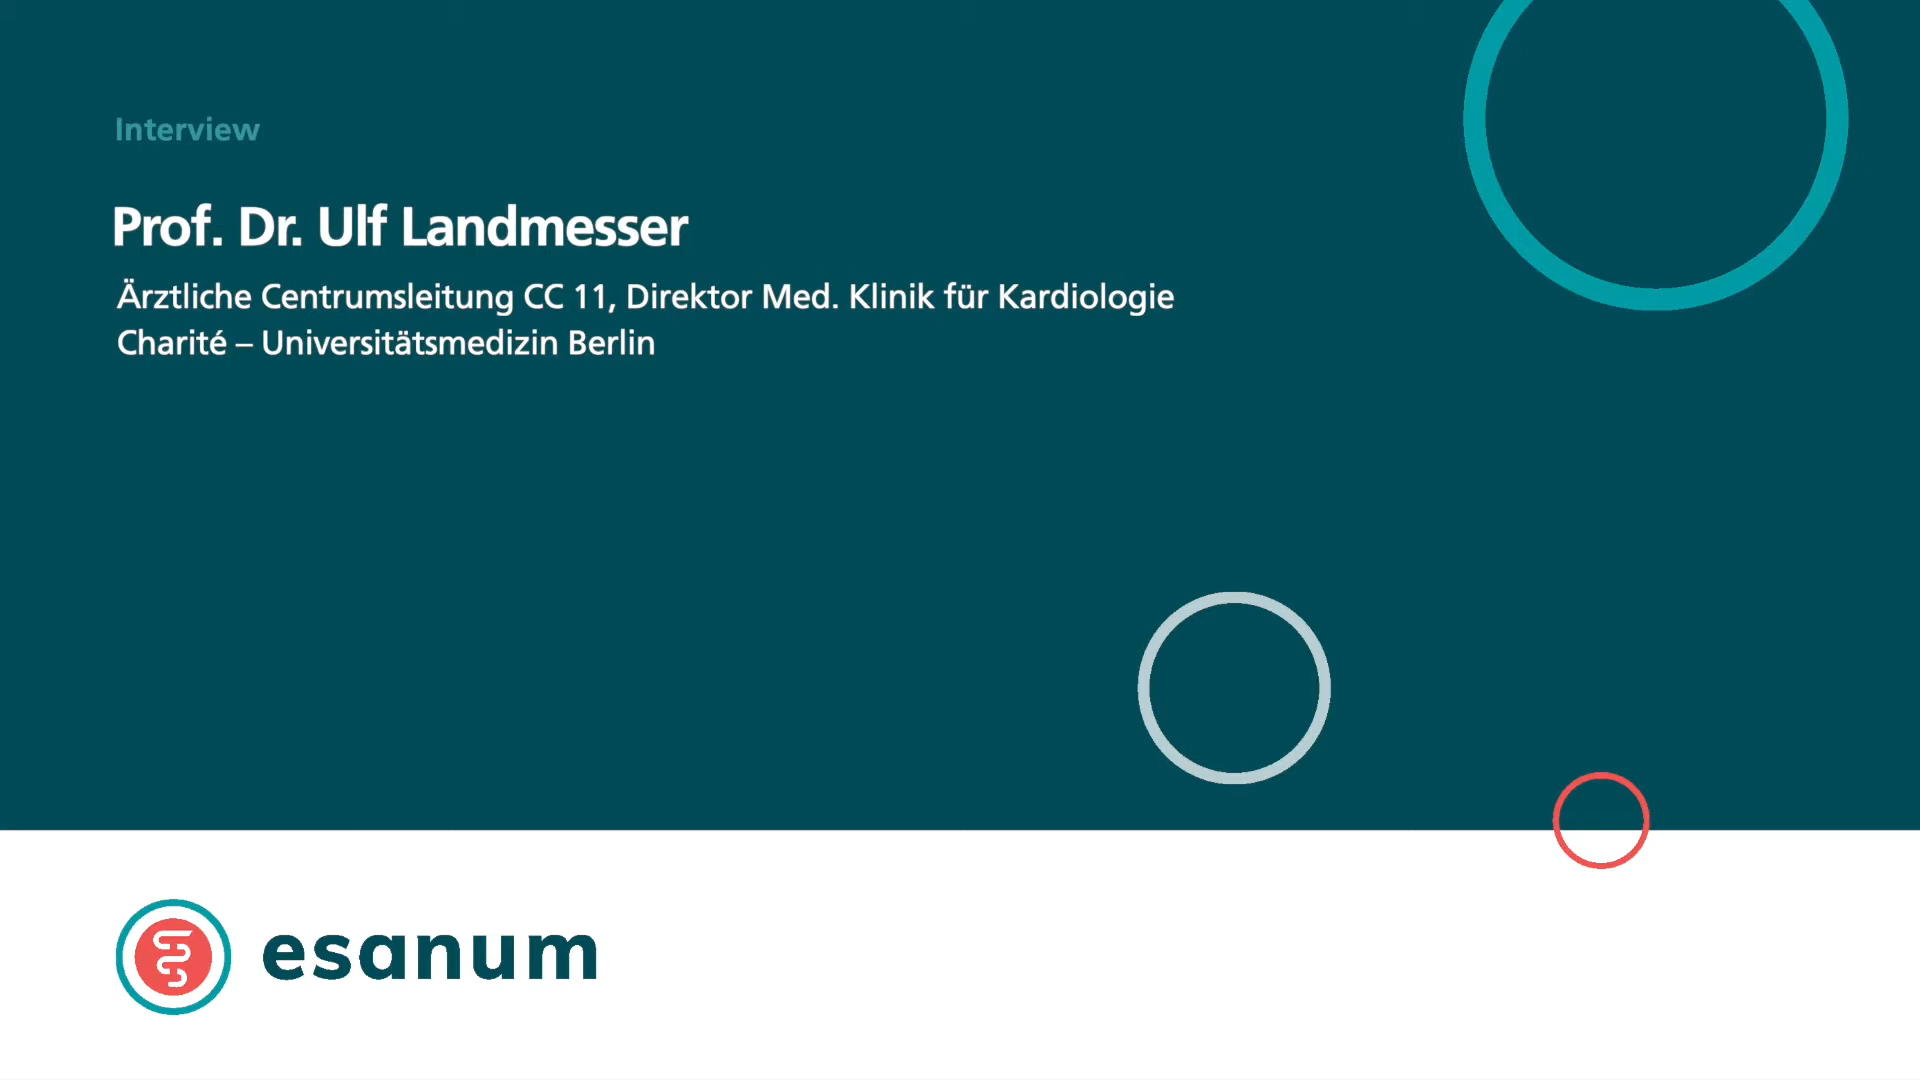 Interview
Prof. Dr. Ulf Landmesser
Ärztliche Centrumsleitung CC 11, Direktor Med. Klinik für Kardiologie
Charité – Universitätsmedizin Berlin
esanum